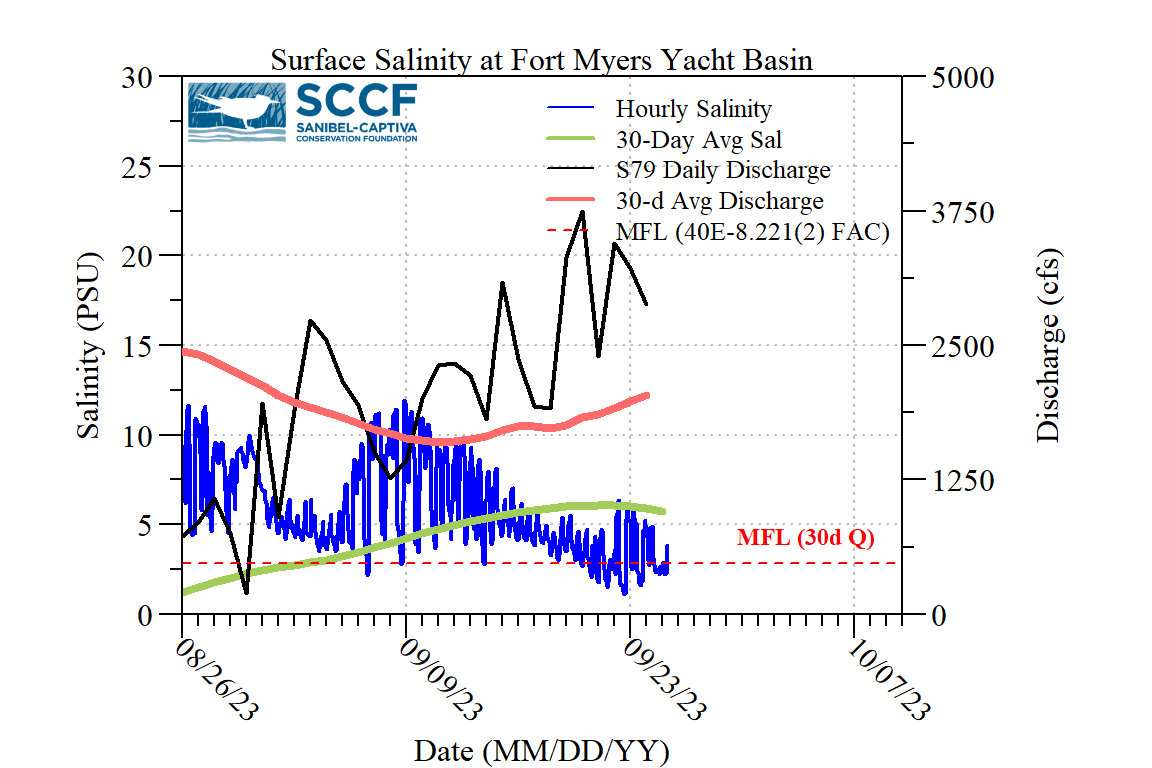 Surface Salinity at Fort Myers Yacht Basin
SCCF
SANIBEL-CAPTIVA
CONSERVATION FOUNDATION
Hourly Salinity
30-Day Avg Sal
S79 Daily Discharge
30-d Avg Discharge
MFL (40E-8.221(2) FAC)
30
25
20
15
10
5
0
Salinity (PSU)
5000
3750
2500
1250
0
Discharge (cfs)
MFL (30d Q)
08/26/23
09/09/23
09/23/23
10/07/23
Date (MM/DD/YY)